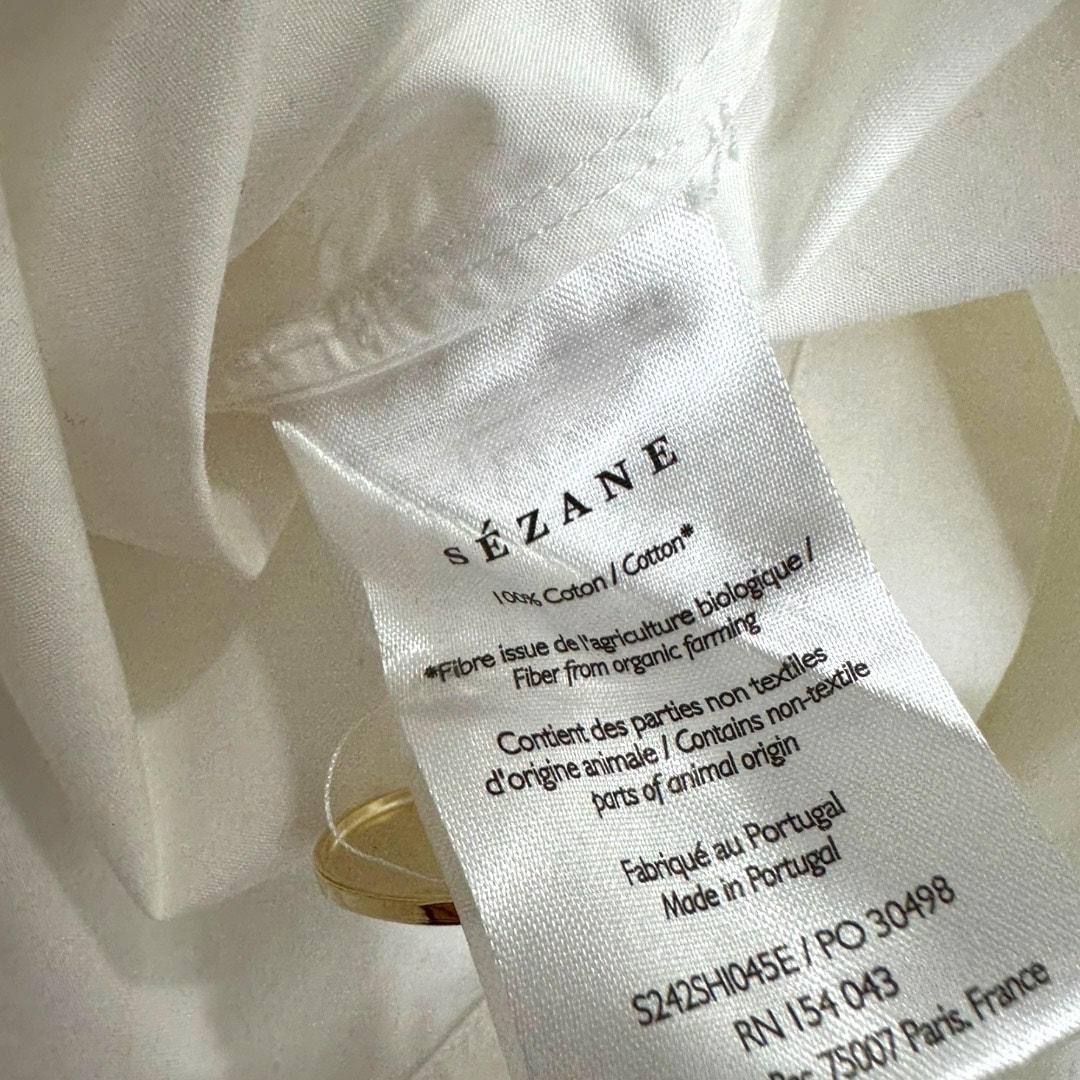 SÉZANE
100% Coton / Cotton*
*Fibre issue de l'agriculture biologique /
Fiber from organic farming
Contient des parties non textiles
d'origine animale / Contains non-textile
parts of animal origin
Fabriqué au Portugal
Made in Portugal
S242SHI045E / PO 30498
RN 154 043
75007 Paris. France